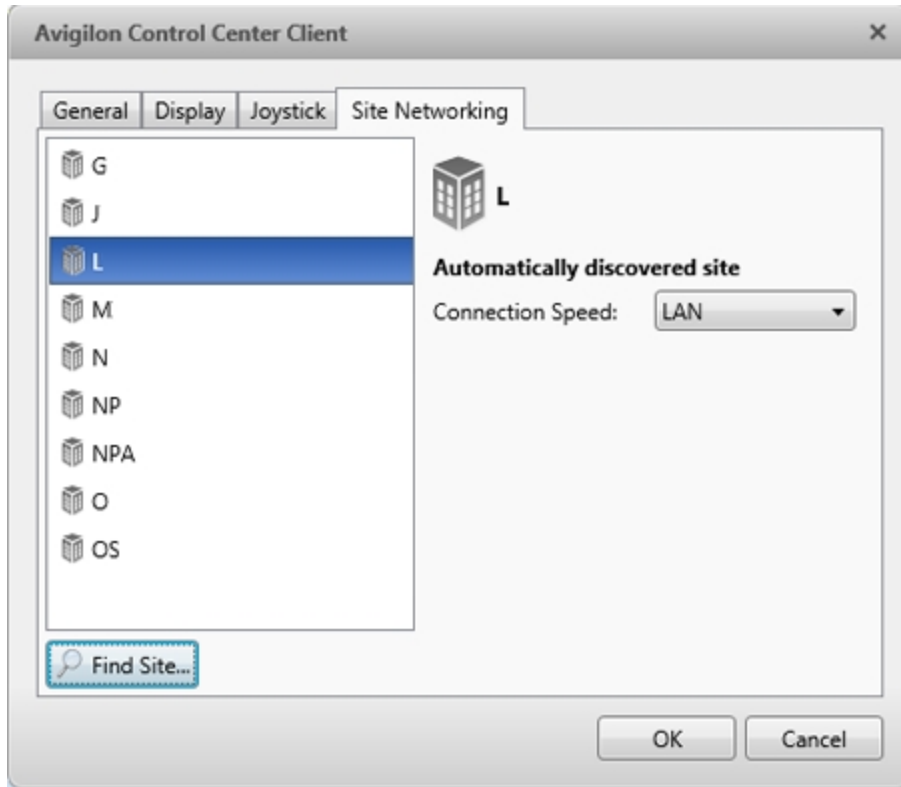 Avigilon Control Center Client
General Display Joystick Site Networking
G
J
L
M
N
NP
NPA
O
OS
L
Automatically discovered site
Connection Speed: LAN
Find Site...
OK Cancel